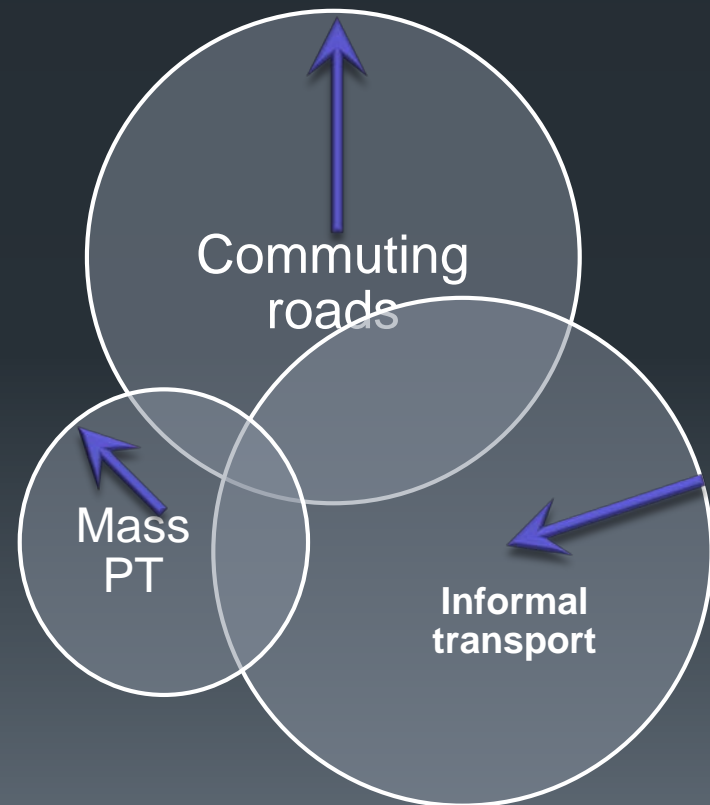 Commuting
roads
Mass
PT
Informal
transport